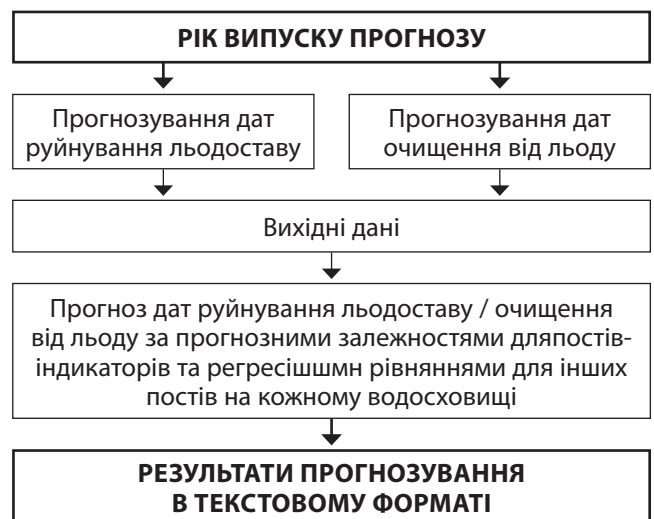 РІК ВИПУСКУ ПРОГНОЗУ
Прогнозування дат
руйнування льодоставу
Прогнозування дат
очищення від льоду
Вихідні дані
Прогноз дат руйнування льодоставу / очищення
від льоду за прогнозними залежностями дляпостів-
індикаторів та регресішшмн рівняннями для інших
постів на кожному водосховищі
РЕЗУЛЬТАТИ ПРОГНОЗУВАННЯ
В ТЕКСТОВОМУ ФОРМАТІ